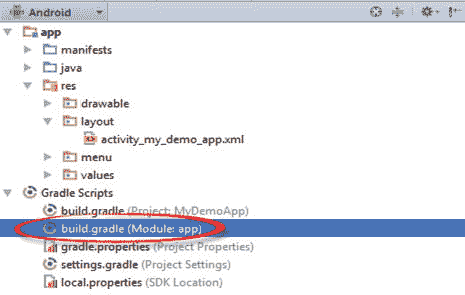 Android
app
manifests
java
res
drawable
layout
activity_my_demo_app.xml
menu
values
Gradle Scripts
build.gradle (Project: MyDemoApp)
build.gradle (Module: app)
gradle.properties (Project Properties)
settings.gradle (Project Settings)
local.properties (SDK Location)